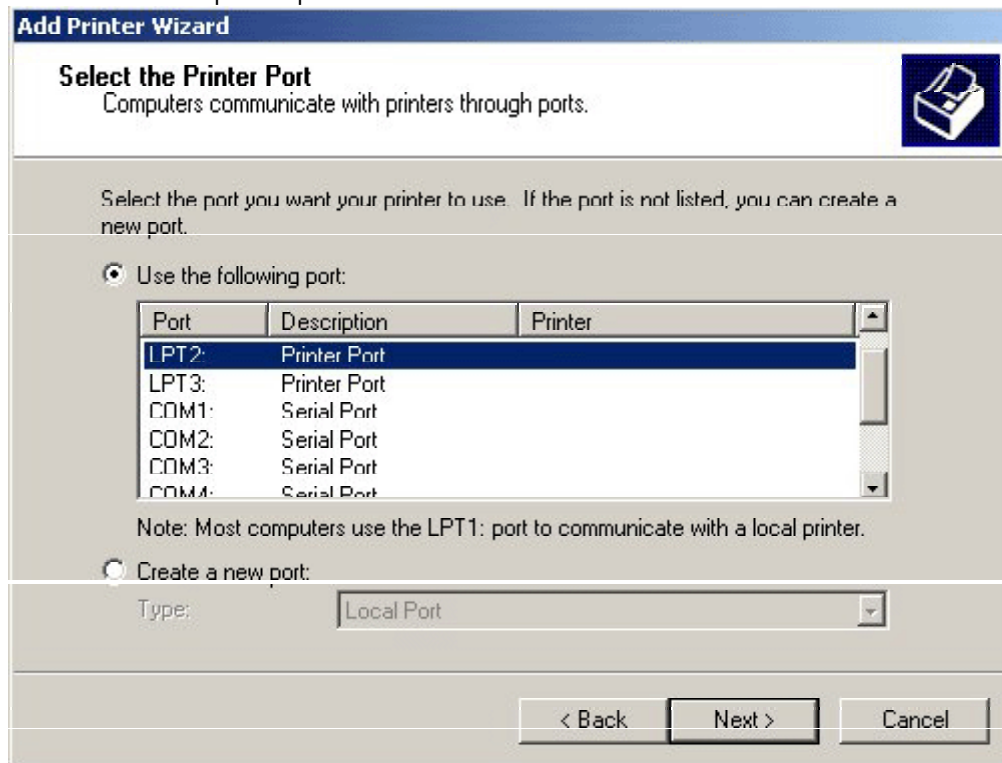 Add Printer Wizard
Select the Printer Port
Computers communicate with printers through ports.
Select the port you want your printer to use. If the port is not listed, you can create a
new port.
Use the following port:
Port Description Printer
LPT2: Printer Port
LPT3: Printer Port
COM1: Serial Port
COM2: Serial Port
COM3: Serial Port
COM4: Serial Port
Note: Most computers use the LPT1: port to communicate with a local printer.
Create a new port:
Type: Local Port
< Back Next > Cancel